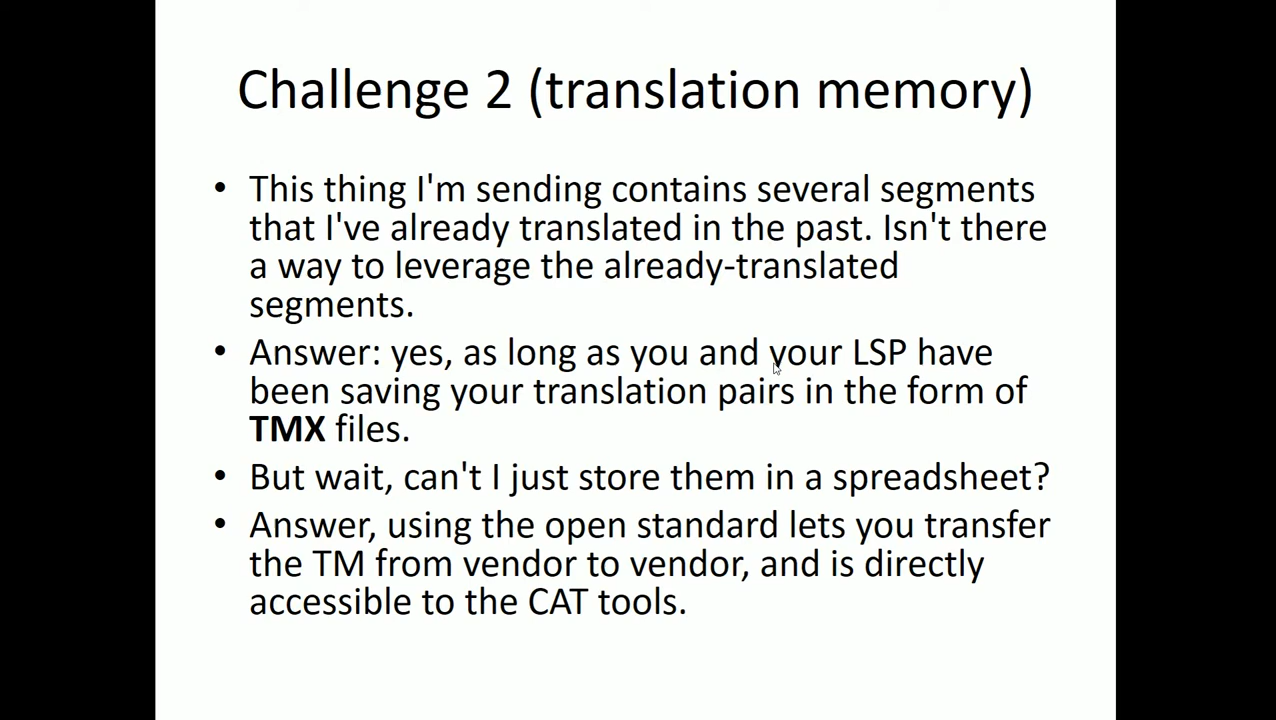 Challenge 2 (translation memory)
• This thing I'm sending contains several segments
that I've already translated in the past. Isn't there
a way to leverage the already-translated
segments.
• Answer: yes, as long as you and your LSP have
been saving your translation pairs in the form of
TMX files.
• But wait, can't I just store them in a spreadsheet?
• Answer, using the open standard lets you transfer
the TM from vendor to vendor, and is directly
accessible to the CAT tools.